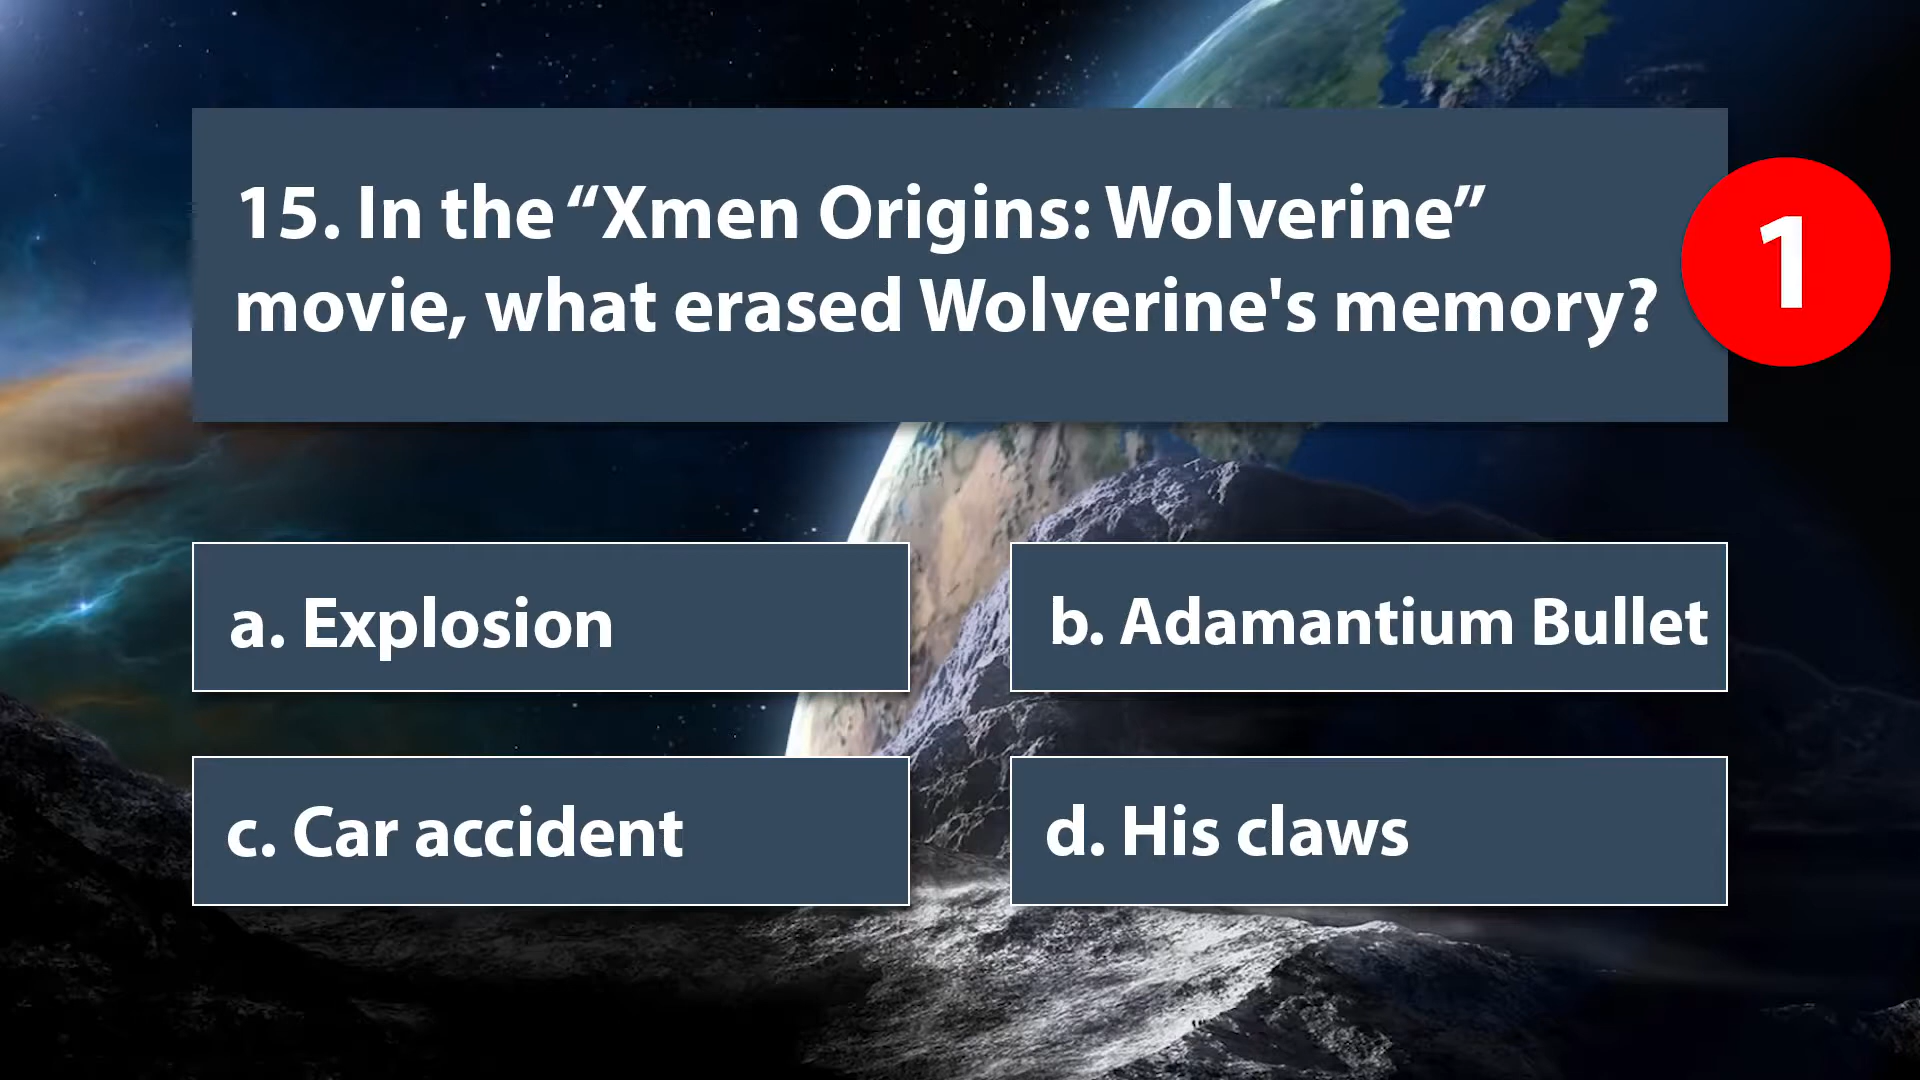 15. In the “Xmen Origins: Wolverine”
movie, what erased Wolverine's memory?
1
a. Explosion
b. Adamantium Bullet
c. Car accident
d. His claws